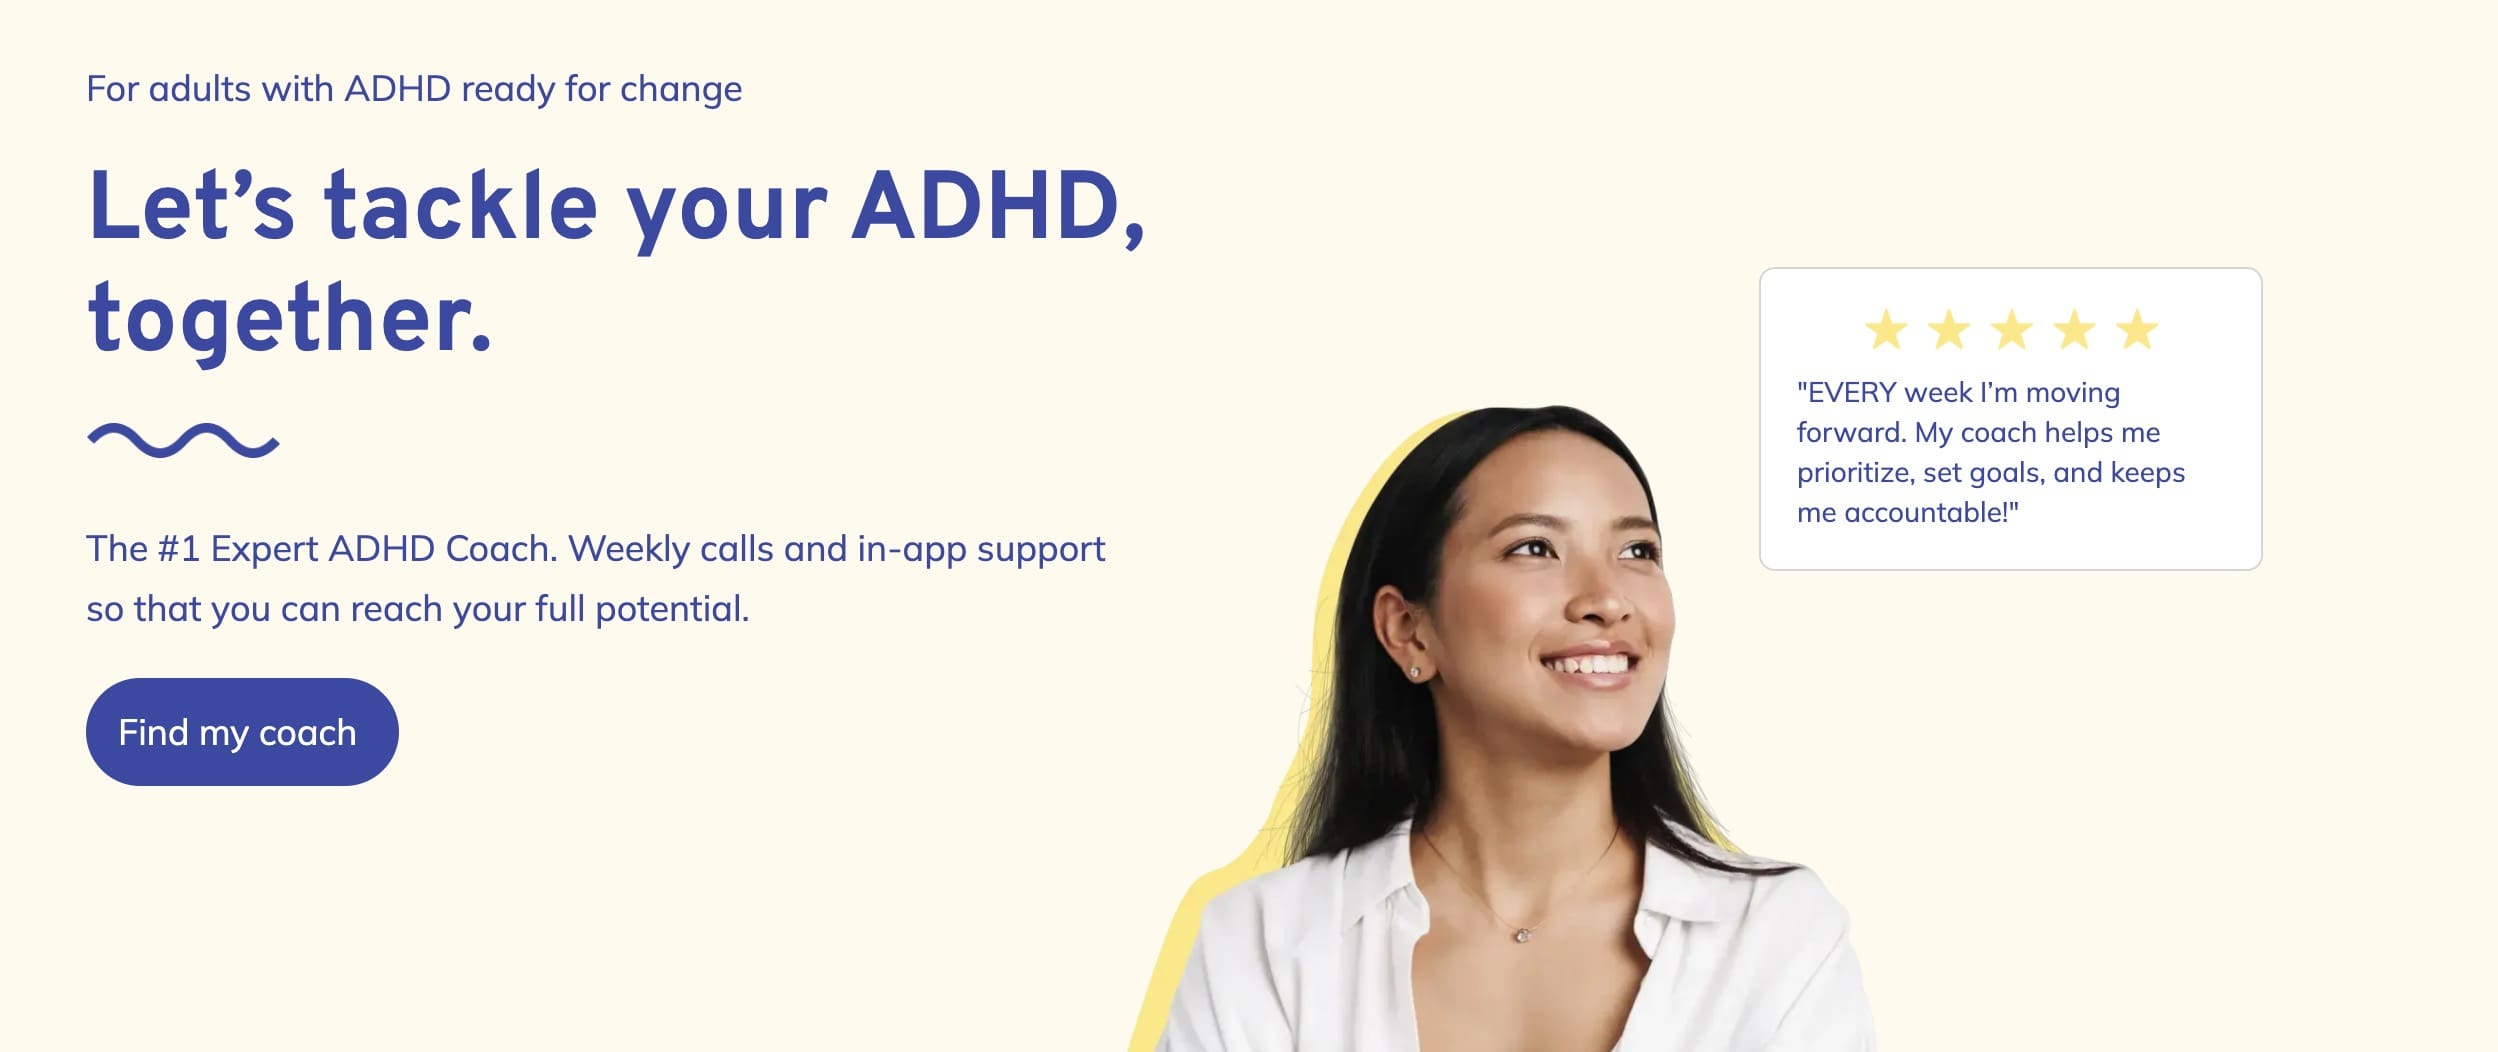 For adults with ADHD ready for change
Let’s tackle your ADHD,
together.
The #1 Expert ADHD Coach. Weekly calls and in-app support
so that you can reach your full potential.
Find my coach
"EVERY week I’m moving
forward. My coach helps me
prioritize, set goals, and keeps
me accountable!"